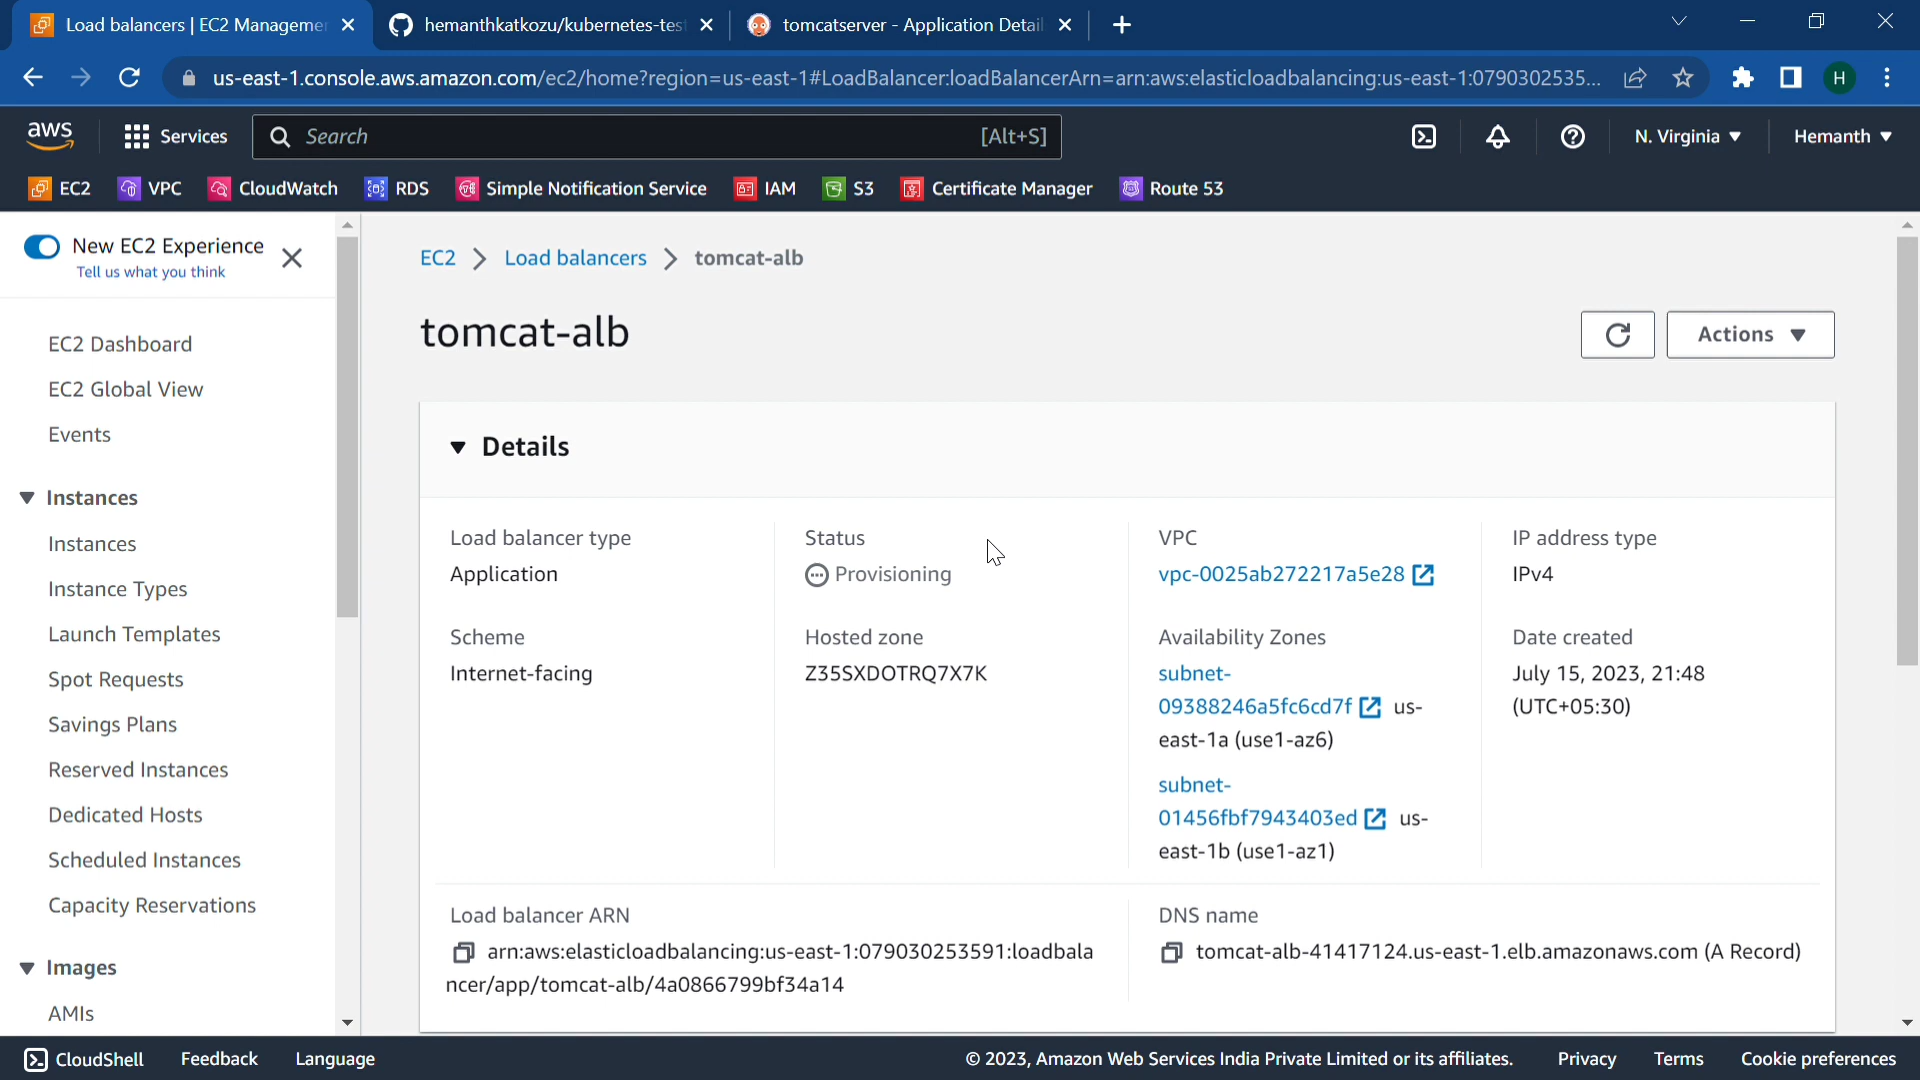 Load balancers | EC2 Managemer
hemanthkatkozu/kubernetes-tes
tomcatserver - Application Detail
us-east-1.console.aws.amazon.com/ec2/home?region=us-east-1#LoadBalancer:loadBalancerArn=arn:aws:elasticloadbalancing:us-east-1:0790302535...
H
aws
Services
Search
[Alt+S]
N. Virginia
Hemanth
EC2
VPC
CloudWatch
RDS
Simple Notification Service
IAM
S3
Certificate Manager
Route 53
New EC2 Experience
Tell us what you think
EC2 Dashboard
EC2 Global View
Events
Instances
Instances
Instance Types
Launch Templates
Spot Requests
Savings Plans
Reserved Instances
Dedicated Hosts
Scheduled Instances
Capacity Reservations
Images
AMIs
EC2 > Load balancers > tomcat-alb
tomcat-alb
Actions
Details
Load balancer type
Application
Status
Provisioning
VPC
vpc-0025ab272217a5e28
IP address type
IPv4
Scheme
Internet-facing
Hosted zone
Z35SXDOTRQ7X7K
Availability Zones
subnet-
09388246a5fc6cd7f us-
east-1a (use1-az6)
subnet-
01456fbf7943403ed us-
east-1b (use1-az1)
Date created
July 15, 2023, 21:48
(UTC+05:30)
Load balancer ARN
arn:aws:elasticloadbalancing:us-east-1:079030253591:loadbala
ncer/app/tomcat-alb/4a0866799bf34a14
DNS name
tomcat-alb-41417124.us-east-1.elb.amazonaws.com (A Record)
CloudShell
Feedback
Language
© 2023, Amazon Web Services India Private Limited or its affiliates.
Privacy
Terms
Cookie preferences